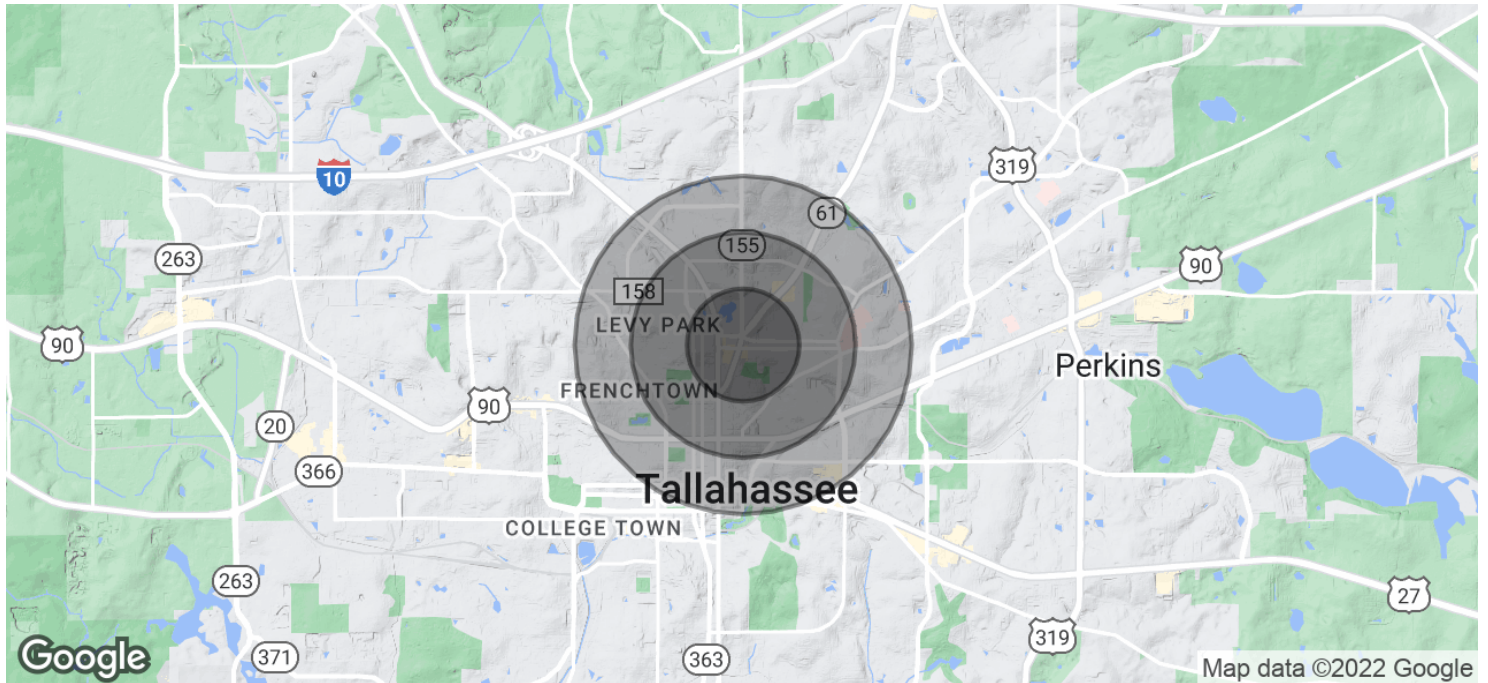 10
319
61
263
155
90
158
LEVY PARK
90
Perkins
FRENCHTOWN
90
20
366
Tallahassee
COLLEGE TOWN
263
27
319
371
363
Google
Map data ©2022 Google